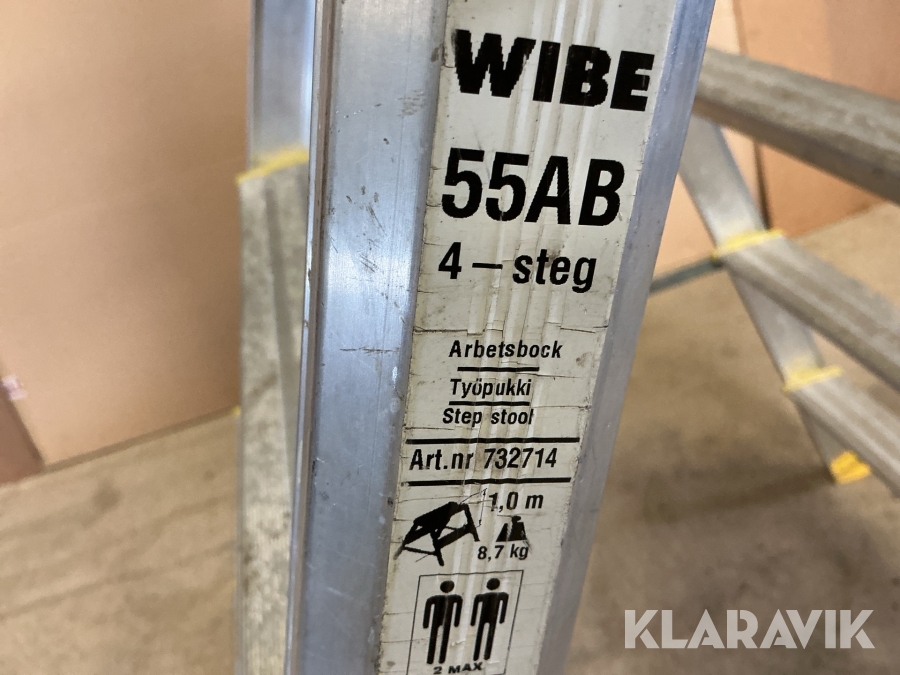 WIBE
55AB
4 – steg
Arbetsbock
Työpukki
Step stool
Art.nr 732714
1,0 m
8,7 kg
2 MAX
KLARAVIK